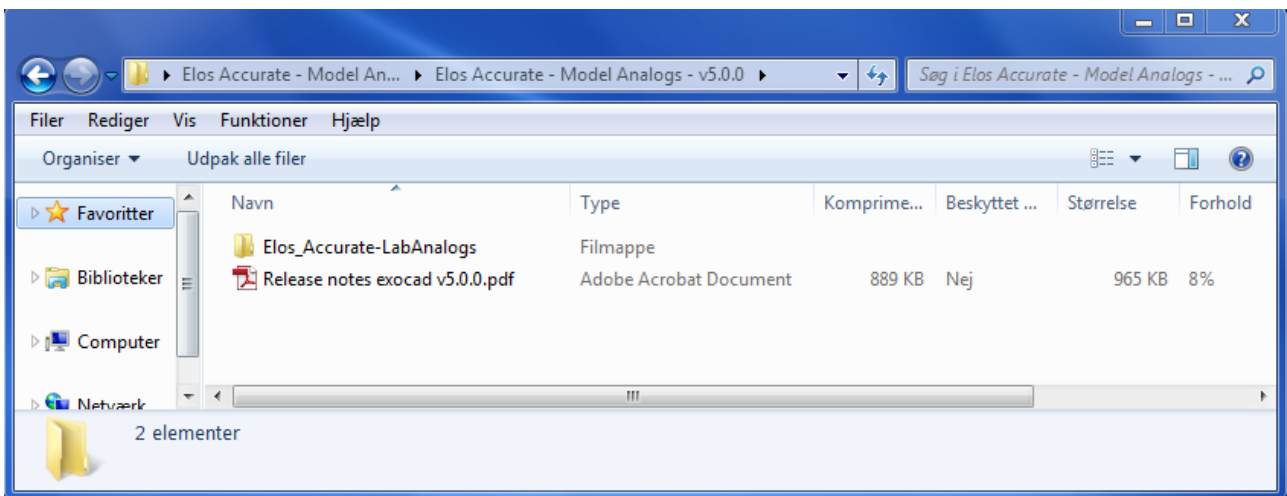 Elos Accurate - Model An... Elos Accurate - Model Analogs - v5.0.0 Søg i Elos Accurate - Model Analogs - ...
Filer Rediger Vis Funktioner Hjælp
Organiser Udpak alle filer
Navn Type Komprime... Beskyttet ... Størrelse Forhold
Favoritter
Elos_Accurate-LabAnalogs Filmappe
Biblioteker
Release notes exocad v5.0.0.pdf Adobe Acrobat Document 889 KB Nej 965 KB 8%
Computer
Netværk
2 elementer